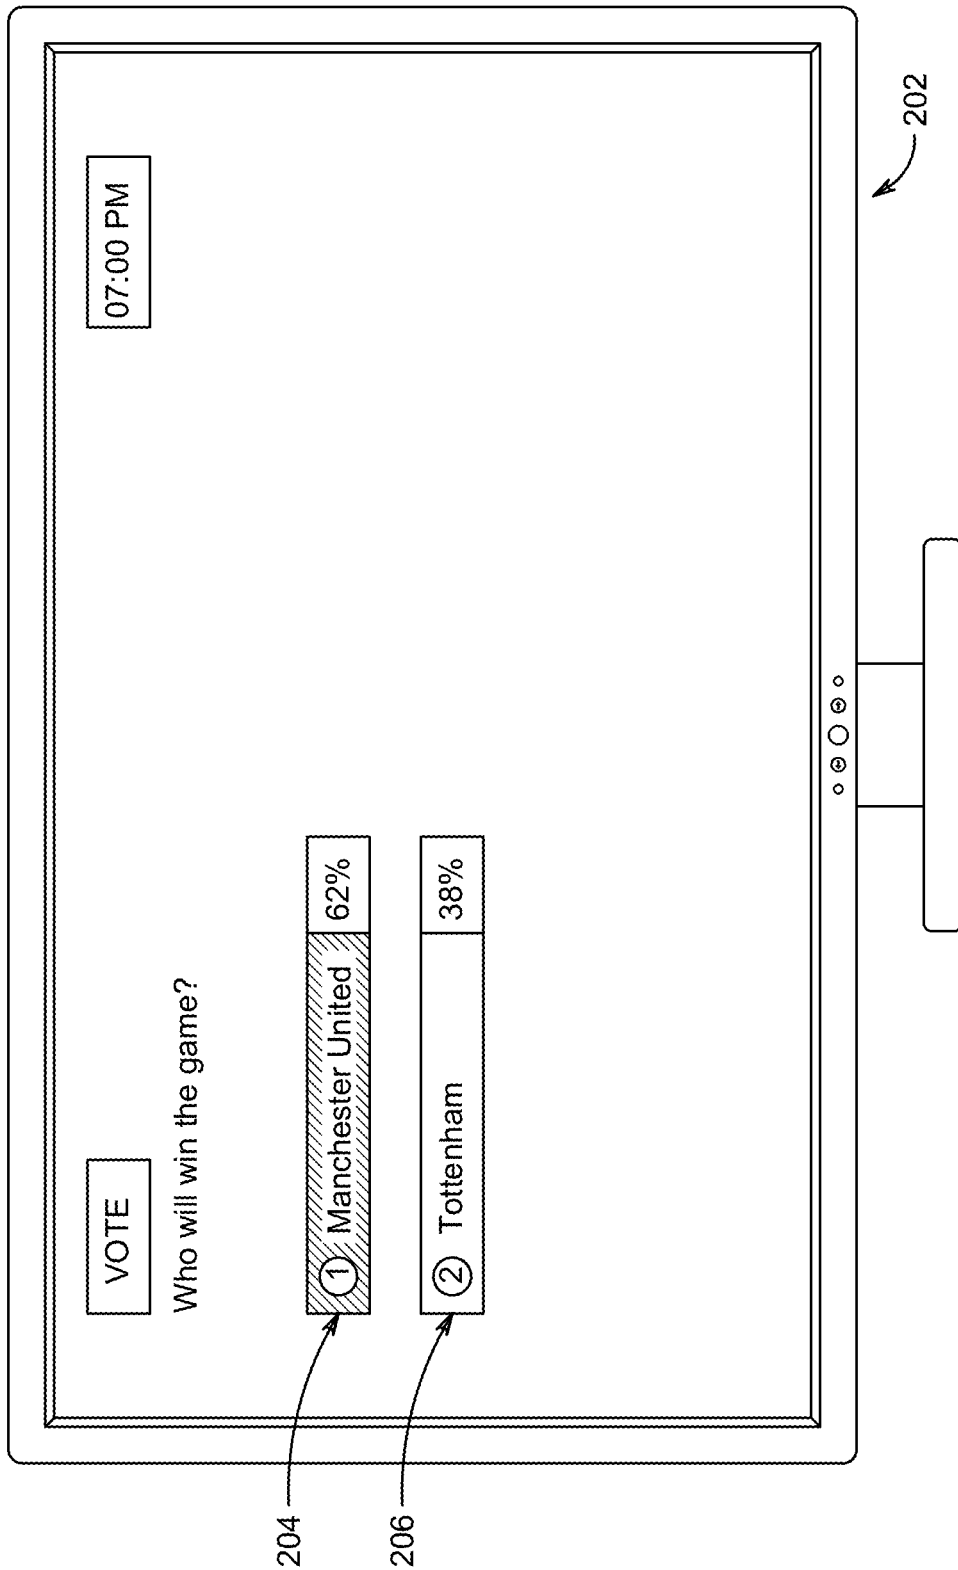 VOTE
07:00 PM
Who will win the game?
204
1 Manchester United 62%
206
2 Tottenham 38%
202